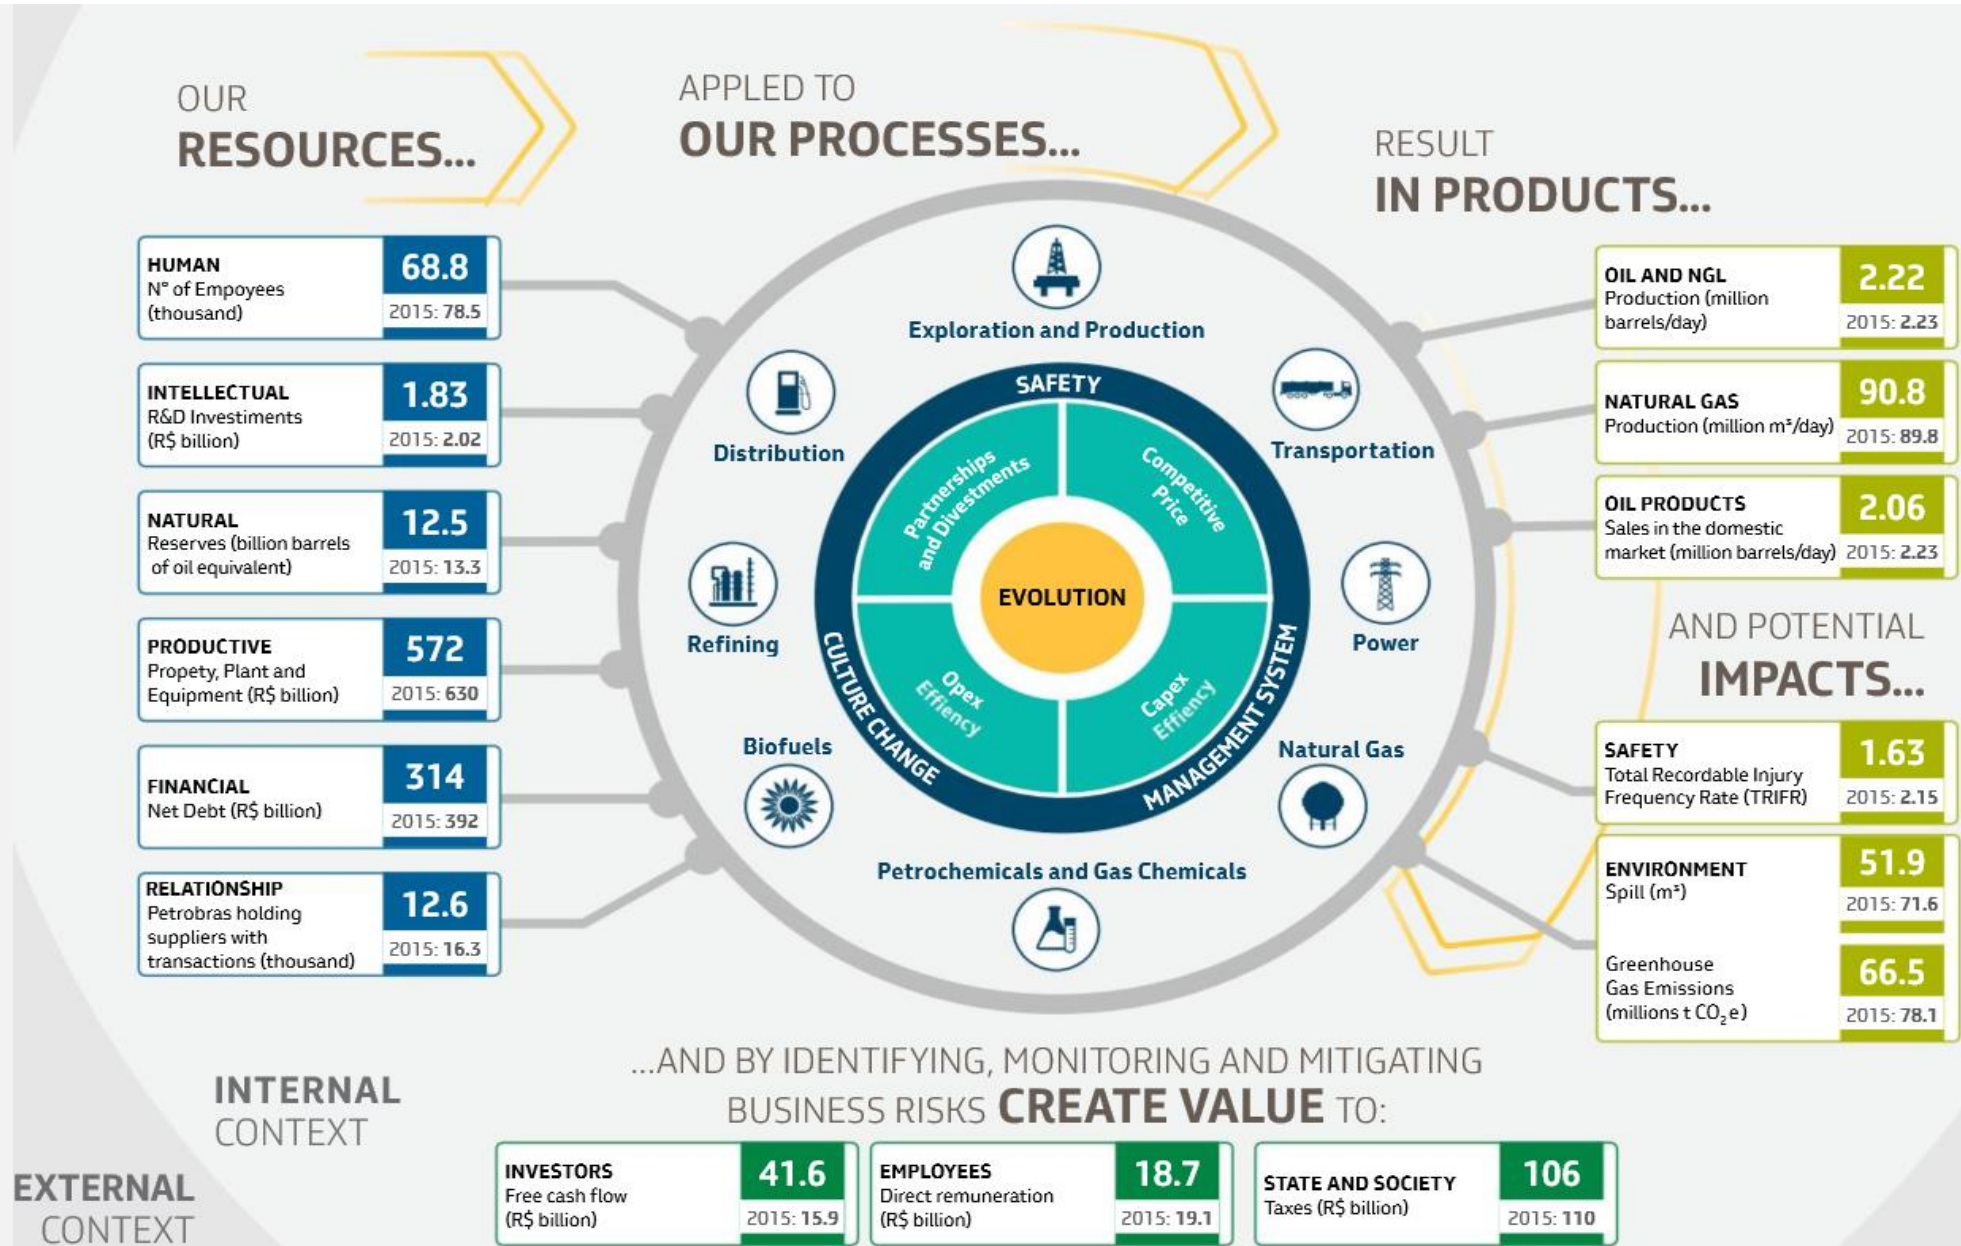 OUR
RESOURCES...
APPLED TO
OUR PROCESSES...
RESULT
IN PRODUCTS...
HUMAN
N° of Empoyees
(thousand)
68.8
2015: 78.5
INTELLECTUAL
R&D Investiments
(R$ billion)
1.83
2015: 2.02
NATURAL
Reserves (billion barrels
of oil equivalent)
12.5
2015: 13.3
PRODUCTIVE
Propety, Plant and
Equipment (R$ billion)
572
2015: 630
FINANCIAL
Net Debt (R$ billion)
314
2015: 392
RELATIONSHIP
Petrobras holding
suppliers with
transactions (thousand)
12.6
2015: 16.3
Exploration and Production
Distribution
Transportation
Refining
Power
Biofuels
Natural Gas
Petrochemicals and Gas Chemicals
SAFETY
CULTURE CHANGE
MANAGEMENT SYSTEM
Partnerships
and Divestments
Competitive
Price
EVOLUTION
Opex
Effiency
Capex
Effiency
OIL AND NGL
Production (million
barrels/day)
2.22
2015: 2.23
NATURAL GAS
Production (million m³/day)
90.8
2015: 89.8
OIL PRODUCTS
Sales in the domestic
market (million barrels/day)
2.06
2015: 2.23
AND POTENTIAL
IMPACTS...
SAFETY
Total Recordable Injury
Frequency Rate (TRIFR)
1.63
2015: 2.15
ENVIRONMENT
Spill (m³)
51.9
2015: 71.6
Greenhouse
Gas Emissions
(millions t CO₂e)
66.5
2015: 78.1
...AND BY IDENTIFYING, MONITORING AND MITIGATING
BUSINESS RISKS CREATE VALUE TO:
INTERNAL
CONTEXT
EXTERNAL
CONTEXT
INVESTORS
Free cash flow
(R$ billion)
41.6
2015: 15.9
EMPLOYEES
Direct remuneration
(R$ billion)
18.7
2015: 19.1
STATE AND SOCIETY
Taxes (R$ billion)
106
2015: 110